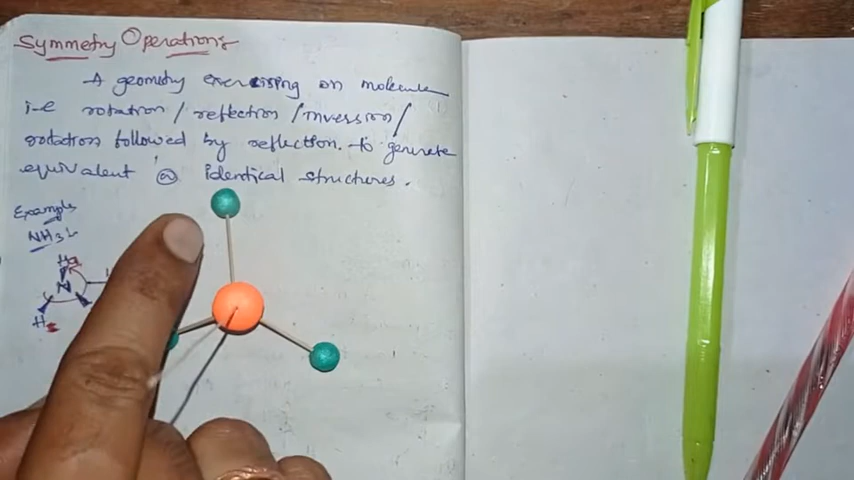 Symmetry Operations
A geometry exercising on molecule
i-e rotation / reflection / inversion /
rotation followed by reflection. to generate
equivalent or identical structures.
Example
NH3
Ha
N
H